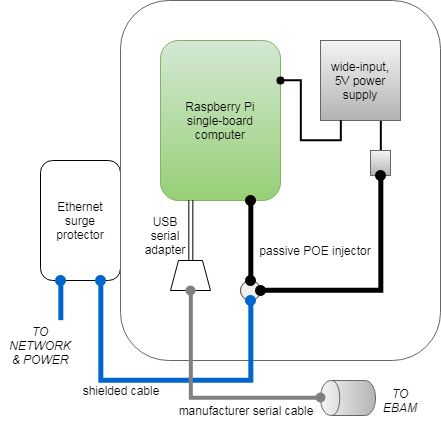 wide-input,
5V power
supply
Raspberry Pi
single-board
computer
Ethernet
surge
protector
USB
serial
adapter
passive POE injector
TO
NETWORK
& POWER
shielded cable
manufacturer serial cable
TO
EBAM